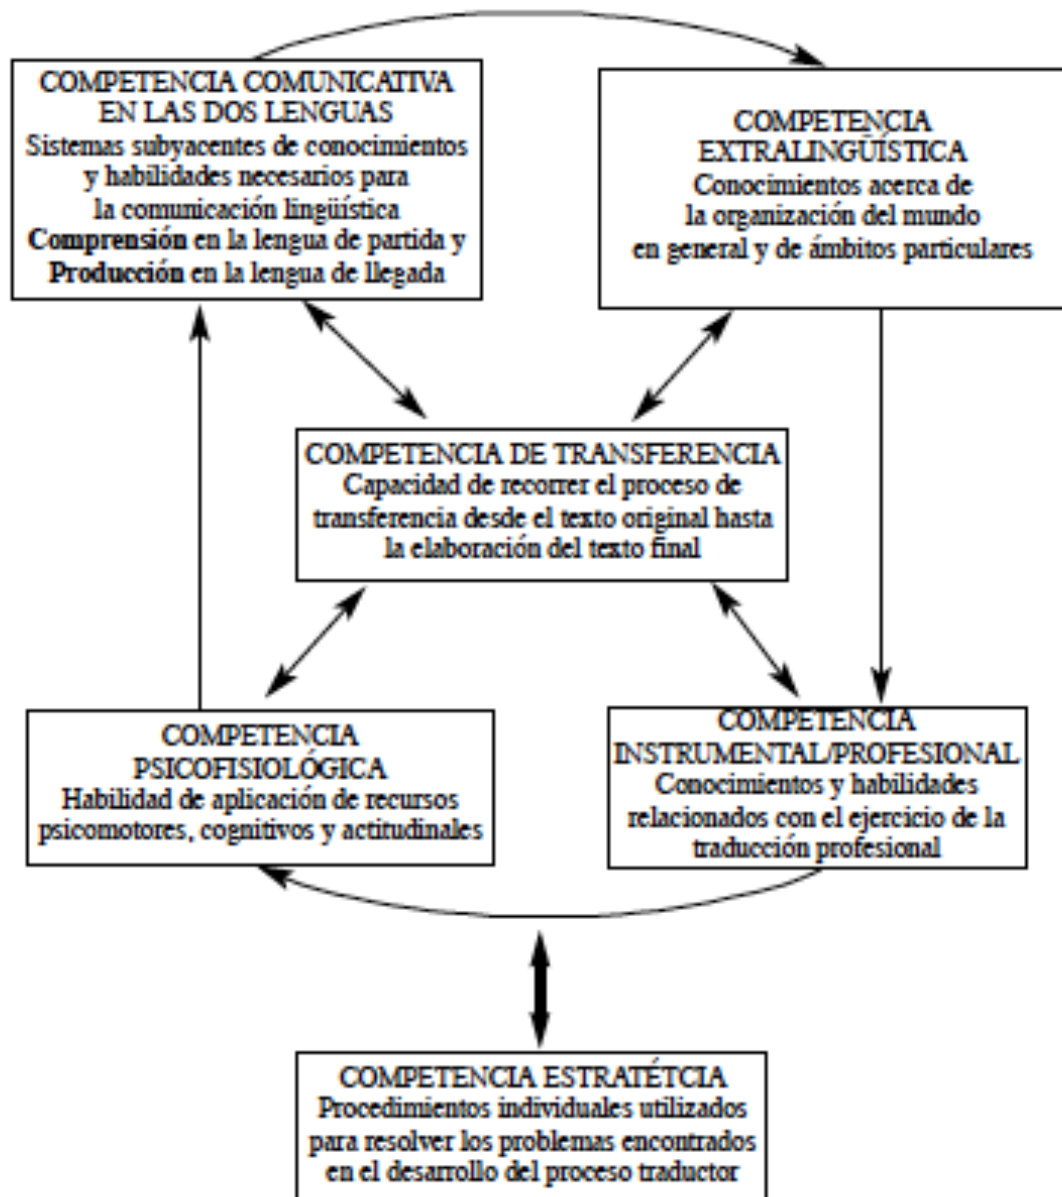 COMPETENCIA COMUNICATIVA
EN LAS DOS LENGUAS
Sistemas subyacentes de conocimientos
y habilidades necesarios para
la comunicación lingüística
Comprensión en la lengua de partida y
Producción en la lengua de llegada
COMPETENCIA
EXTRALINGÜÍSTICA
Conocimientos acerca de
la organización del mundo
en general y de ámbitos particulares
COMPETENCIA DE TRANSFERENCIA
Capacidad de recorrer el proceso de
transferencia desde el texto original hasta
la elaboración del texto final
COMPETENCIA
PSICOFISIOLÓGICA
Habilidad de aplicación de recursos
psicomotores, cognitivos y actitudinales
COMPETENCIA
INSTRUMENTAL/PROFESIONAL
Conocimientos y habilidades
relacionados con el ejercicio de la
traducción profesional
COMPETENCIA ESTRATÉTCIA
Procedimientos individuales utilizados
para resolver los problemas encontrados
en el desarrollo del proceso traductor